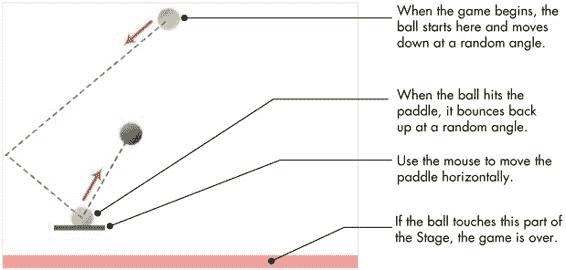 When the game begins, the
ball starts here and moves
down at a random angle.
When the ball hits the
paddle, it bounces back
up at a random angle.
Use the mouse to move the
paddle horizontally.
If the ball touches this part of
the Stage, the game is over.